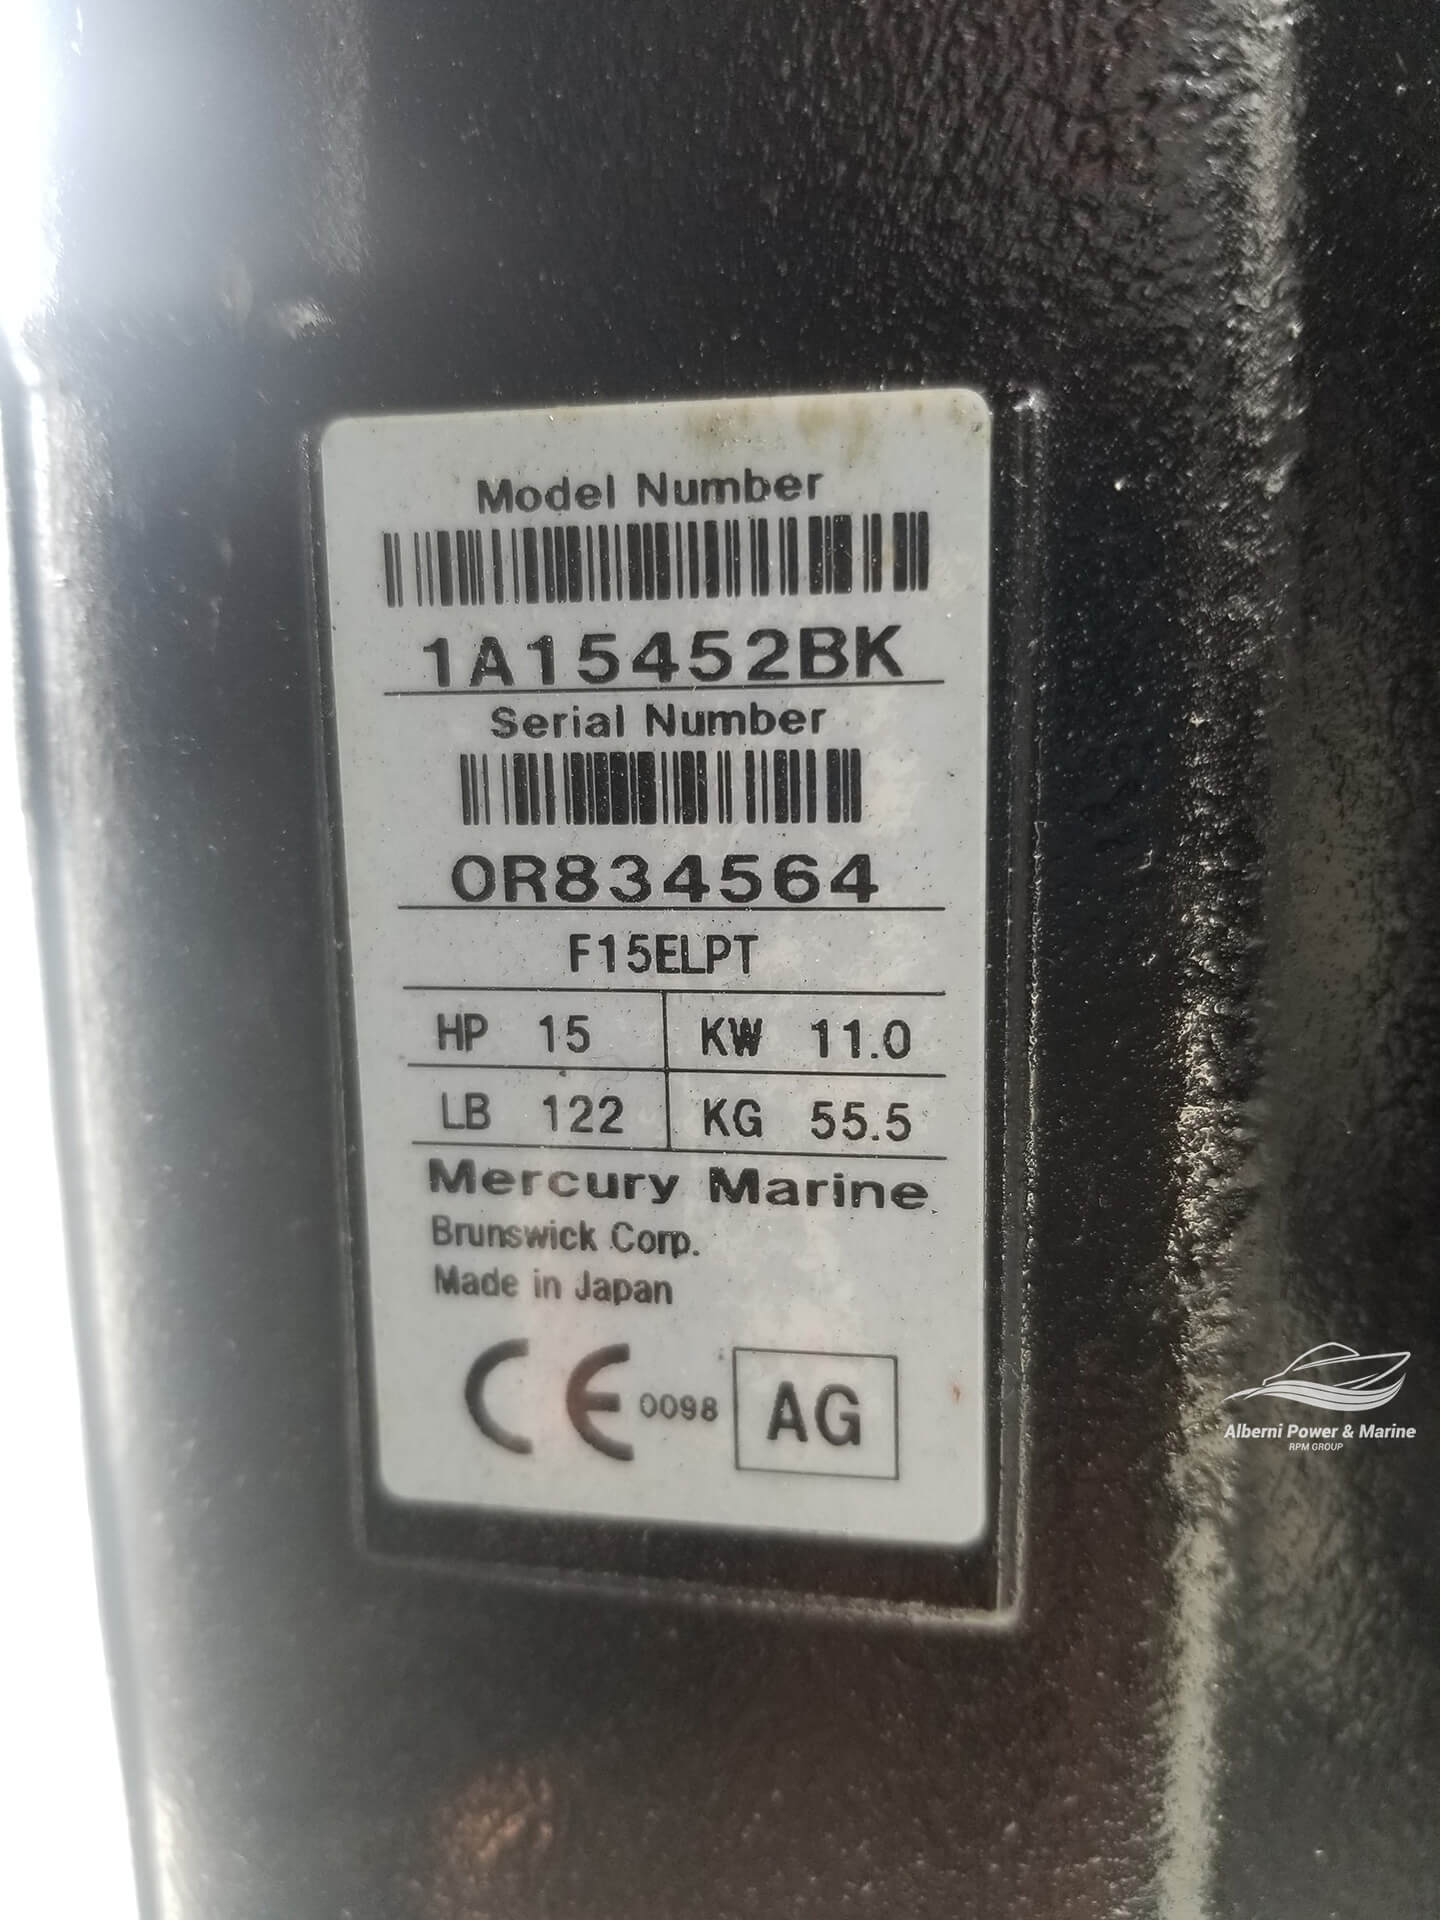 Model Number
1A15452BK
Serial Number
0R834564
F15ELPT
HP 15 KW 11.0
LB 122 KG 55.5
Mercury Marine
Brunswick Corp.
Made in Japan
CE 0098 AG
Alberni Power & Marine
RPM GROUP